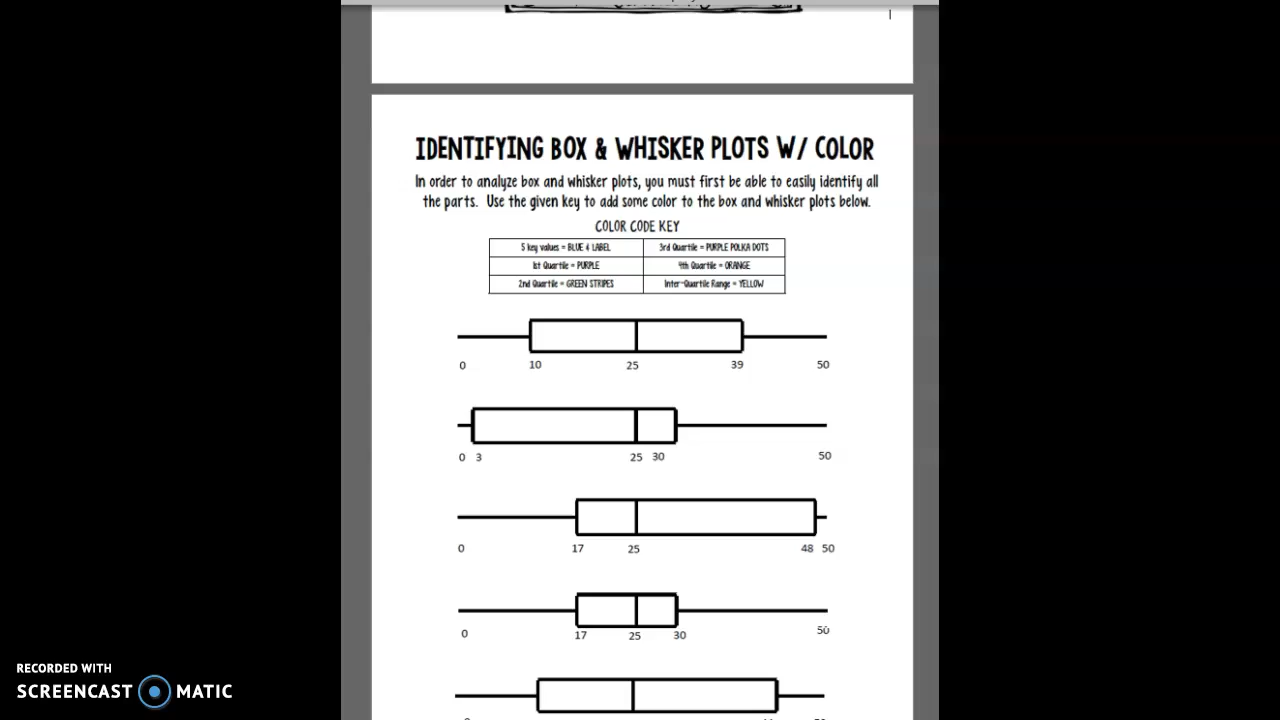 IDENTIFYING BOX & WHISKER PLOTS W/ COLOR
In order to analyze box and whisker plots, you must first be able to easily identify all
the parts. Use the given key to add some color to the box and whisker plots below.
COLOR CODE KEY
5 key values = BLUE & LABEL 3rd Quartile = PURPLE POLKA DOTS
1st Quartile = PURPLE 4th Quartile = ORANGE
2nd Quartile = GREEN STRIPES Inter-Quartile Range = YELLOW
0 10 25 39 50
0 3 25 30 50
0 17 25 48 50
0 17 25 30 50
RECORDED WITH
SCREENCAST MATIC